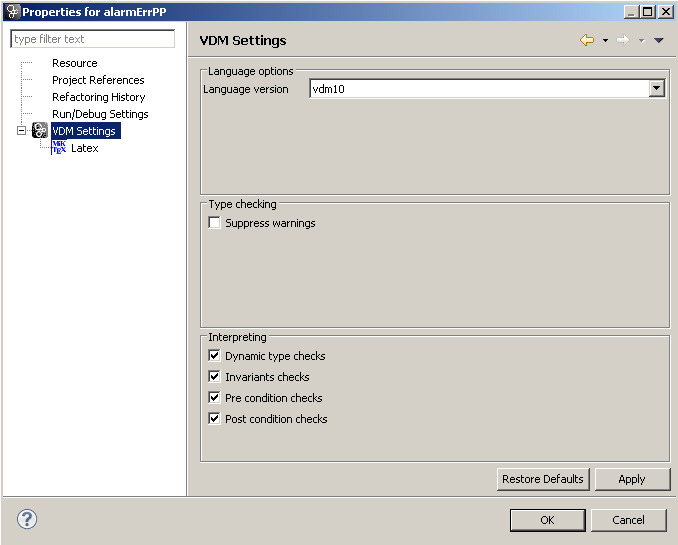 Properties for alarmErrPP
type filter text
VDM Settings
Resource
Project References
Refactoring History
Run/Debug Settings
VDM Settings
MiK
TEX Latex
Language options
Language version vdm10
Type checking
Suppress warnings
Interpreting
Dynamic type checks
Invariants checks
Pre condition checks
Post condition checks
Restore Defaults Apply
? OK Cancel